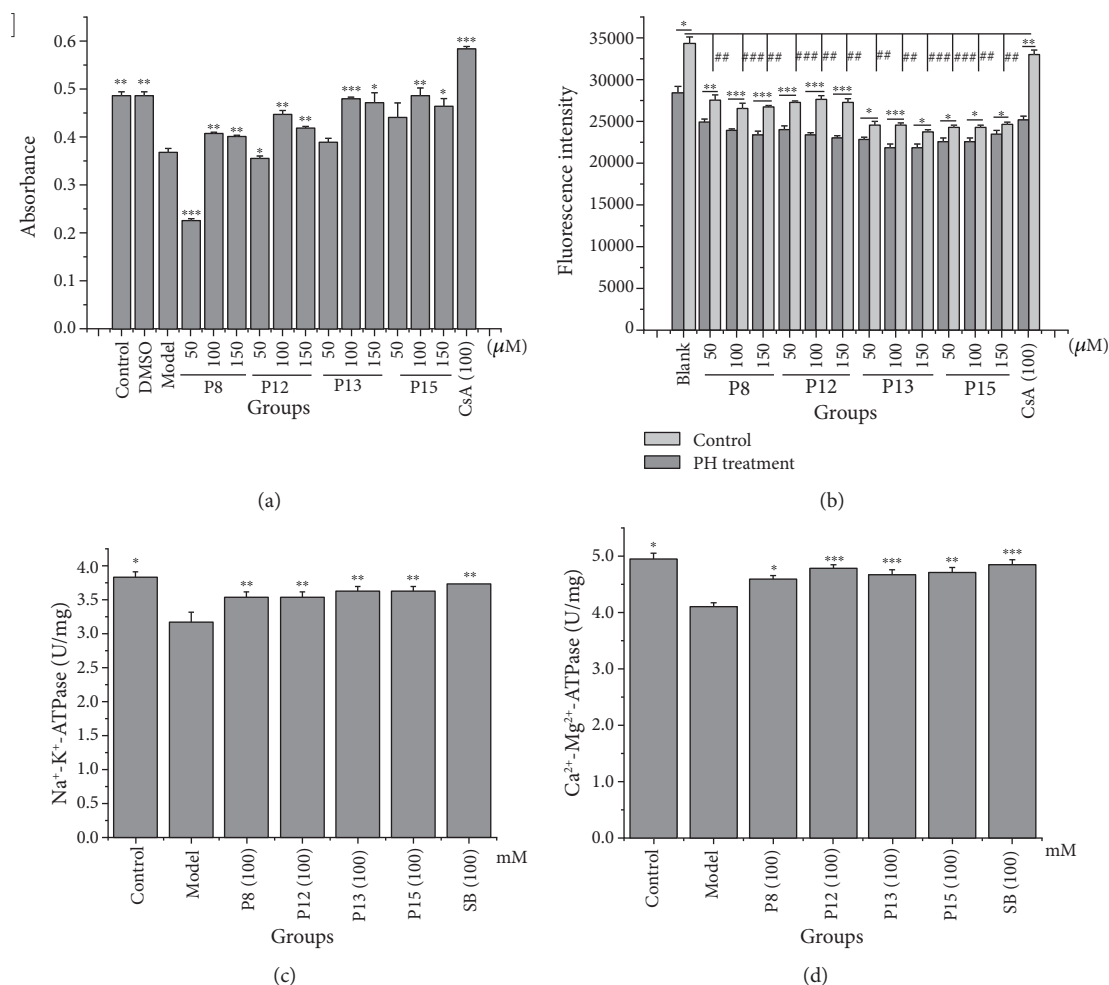 ]
0.6
0.5
0.4
0.3
0.2
0.1
0.0
Absorbance
** ** ** ** * ** *** * ** * *** ***
Control DMSO Model 50 100 150 50 100 150 50 100 150 50 100 150 CsA (100) (μM)
P8 P12 P13 P15
Groups
(a)
35000
30000
25000
20000
15000
10000
5000
0
Fluorescence intensity
* **
## ### ## ### ## ## ## ## ### ### ## ##
** *** *** *** *** *** * *** * * * *
Blank 50 100 150 50 100 150 50 100 150 50 100 150 CsA (100) (μM)
P8 P12 P13 P15
Groups
Control
PH treatment
(b)
4.0
3.5
3.0
2.5
2.0
1.5
1.0
0.5
0.0
Na⁺-K⁺-ATPase (U/mg)
* ** ** ** ** **
Control Model P8 (100) P12 (100) P13 (100) P15 (100) SB (100) mM
Groups
(c)
5.0
4.0
3.0
2.0
1.0
0.0
Ca²⁺-Mg²⁺-ATPase (U/mg)
* * *** *** ** ***
Control Model P8 (100) P12 (100) P13 (100) P15 (100) SB (100) mM
Groups
(d)